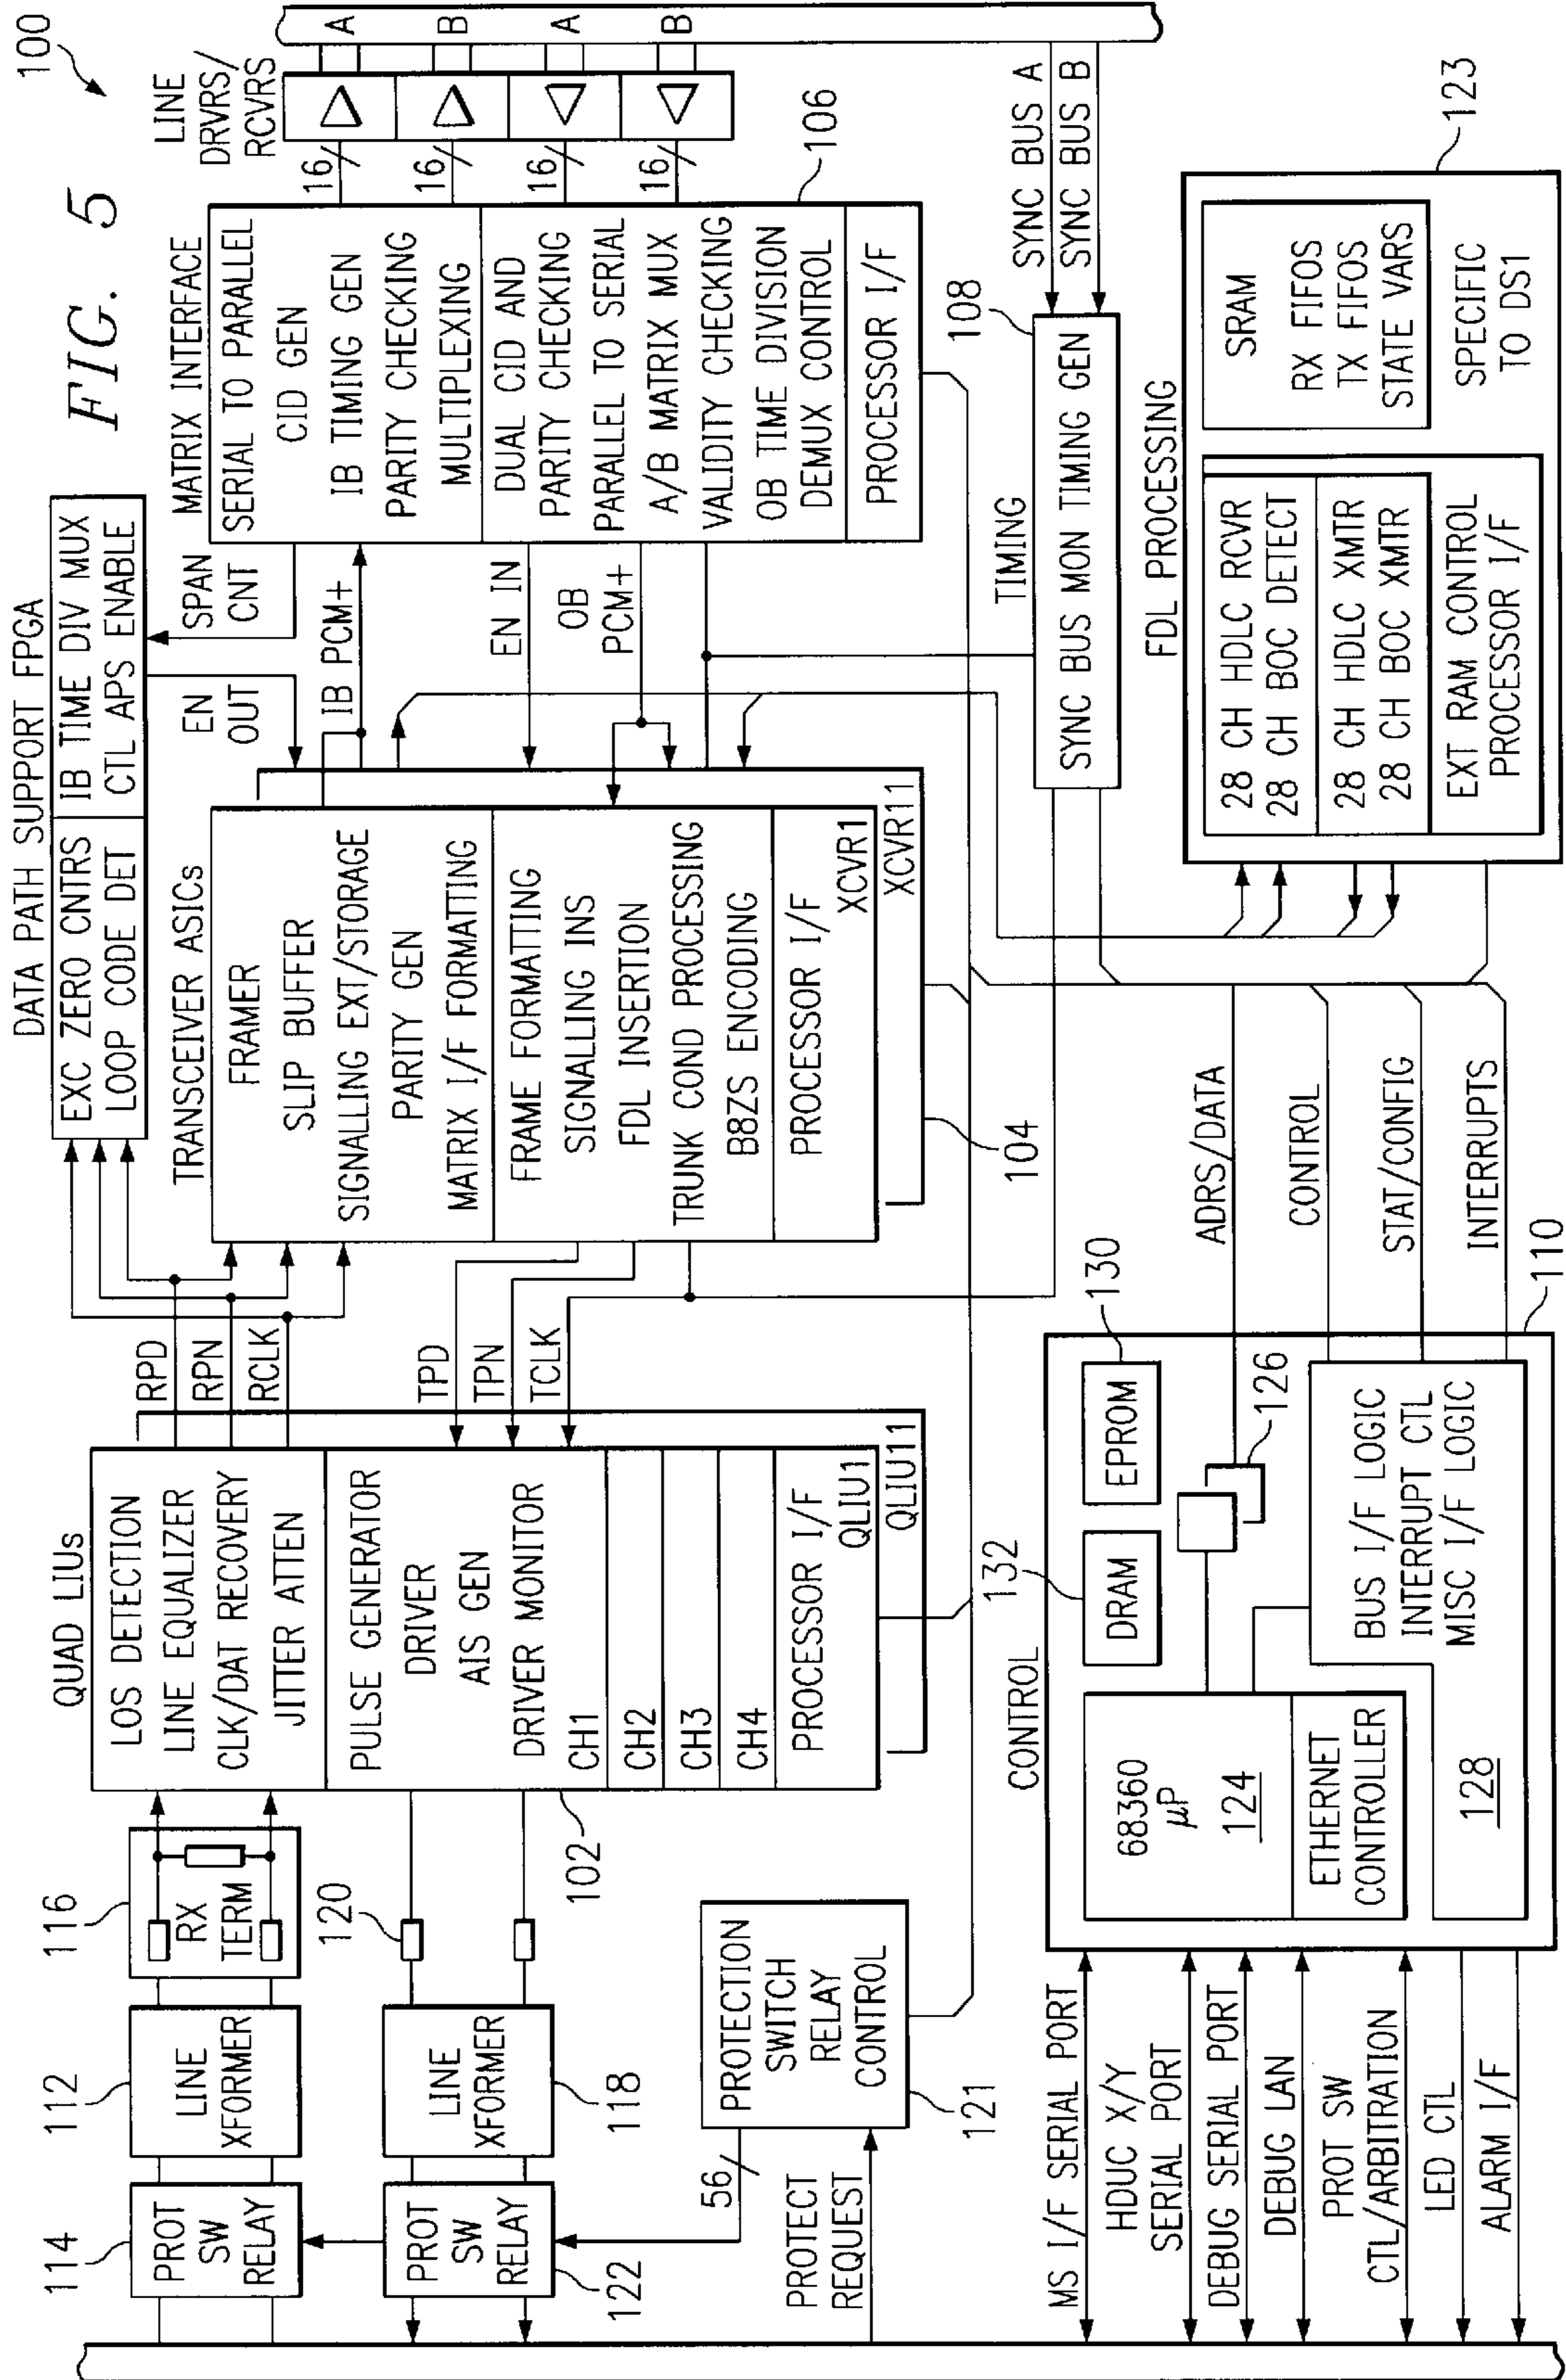 FIG. 5
100
DATA PATH SUPPORT FPGA
EXC ZERO CNTRS
LOOP CODE DET
IB TIME DIV MUX
CTL APS ENABLE
LINE
DRVRS/
RCVRS
A
B
A
B
16
16
16
16
QUAD LIUs
LOS DETECTION
LINE EQUALIZER
CLK/DAT RECOVERY
JITTER ATTEN
PULSE GENERATOR
DRIVER
AIS GEN
DRIVER MONITOR
CH1
CH2
CH3
CH4
PROCESSOR I/F
QLIU1
QLIU11
102
RPD
RPN
RCLK
TPD
TPN
TCLK
TRANSCEIVER ASICs
FRAMER
SLIP BUFFER
SIGNALLING EXT/STORAGE
PARITY GEN
MATRIX I/F FORMATTING
FRAME FORMATTING
SIGNALLING INS
FDL INSERTION
TRUNK COND PROCESSING
B8ZS ENCODING
PROCESSOR I/F
XCVR1
XCVR11
104
SPAN
CNT
EN
OUT
IB PCM+
EN IN
OB
PCM+
MATRIX INTERFACE
SERIAL TO PARALLEL
CID GEN
IB TIMING GEN
PARITY CHECKING
MULTIPLEXING
DUAL CID AND
PARITY CHECKING
PARALLEL TO SERIAL
A/B MATRIX MUX
VALIDITY CHECKING
OB TIME DIVISION
DEMUX CONTROL
PROCESSOR I/F
106
114
PROT
SW
RELAY
112
LINE
XFORMER
116
RX
TERM
PROT
SW
RELAY
122
LINE
XFORMER
118
120
56
PROTECT
REQUEST
PROTECTION
SWITCH
RELAY
CONTROL
121
TIMING
SYNC BUS MON TIMING GEN
108
SYNC BUS A
SYNC BUS B
MS I/F SERIAL PORT
HDUC X/Y
SERIAL PORT
DEBUG SERIAL PORT
DEBUG LAN
PROT SW
CTL/ARBITRATION
LED CTL
ALARM I/F
CONTROL
68360
μP
124
ETHERNET
CONTROLLER
132
DRAM
130
EPROM
126
BUS I/F LOGIC
INTERRUPT CTL
MISC I/F LOGIC
128
110
ADRS/DATA
CONTROL
STAT/CONFIG
INTERRUPTS
FDL PROCESSING
28 CH HDLC RCVR
28 CH BOC DETECT
28 CH HDLC XMTR
28 CH BOC XMTR
EXT RAM CONTROL
PROCESSOR I/F
SRAM
RX FIFOS
TX FIFOS
STATE VARS
SPECIFIC
TO DS1
123